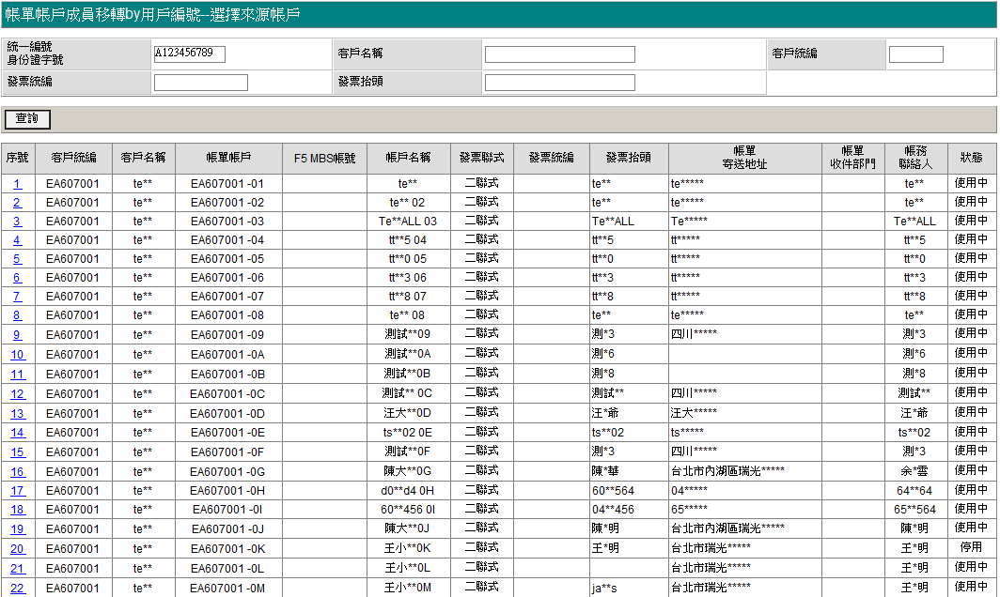 帳單帳戶成員移轉by用戶編號--選擇來源帳戶
統一編號
身份證字號 A123456789 客戶名稱 客戶統編
發票統編 發票抬頭
查詢
序號 客戶統編 客戶名稱 帳單帳戶 F5 MBS帳號 帳戶名稱 發票聯式 發票統編 發票抬頭 帳單 寄送地址 帳單 收件部門 帳務 聯絡人 狀態
1 EA607001 te** EA607001 -01 te** 二聯式 te** te***** te** 使用中
2 EA607001 te** EA607001 -02 te** 02 二聯式 te** te***** te** 使用中
3 EA607001 te** EA607001 -03 Te**ALL 03 二聯式 Te**ALL Te***** Te**ALL 使用中
4 EA607001 te** EA607001 -04 tt**5 04 二聯式 tt**5 tt***** tt**5 使用中
5 EA607001 te** EA607001 -05 tt**0 05 二聯式 tt**0 tt***** tt**0 使用中
6 EA607001 te** EA607001 -06 tt**3 06 二聯式 tt**3 tt***** tt**3 使用中
7 EA607001 te** EA607001 -07 tt**8 07 二聯式 tt**8 tt***** tt**8 使用中
8 EA607001 te** EA607001 -08 te** 08 二聯式 te** te***** te** 使用中
9 EA607001 te** EA607001 -09 測試**09 二聯式 測*3 四川***** 測*3 使用中
10 EA607001 te** EA607001 -0A 測試**0A 二聯式 測*6 測*6 使用中
11 EA607001 te** EA607001 -0B 測試**0B 二聯式 測*8 測*8 使用中
12 EA607001 te** EA607001 -0C 測試** 0C 二聯式 測試** 四川***** 測試** 使用中
13 EA607001 te** EA607001 -0D 汪大**0D 二聯式 汪*爺 汪大***** 汪*爺 使用中
14 EA607001 te** EA607001 -0E ts**02 0E 二聯式 ts**02 ts***** ts**02 使用中
15 EA607001 te** EA607001 -0F 測試**0F 二聯式 測*3 四川***** 測*3 使用中
16 EA607001 te** EA607001 -0G 陳大**0G 二聯式 陳*華 台北市內湖區瑞光***** 余*雲 使用中
17 EA607001 te** EA607001 -0H d0**d4 0H 二聯式 60**564 04***** 64**64 使用中
18 EA607001 te** EA607001 -0I 60**456 0I 二聯式 04**456 65***** 65**564 使用中
19 EA607001 te** EA607001 -0J 陳大**0J 二聯式 陳*明 台北市內湖區瑞光***** 陳*明 使用中
20 EA607001 te** EA607001 -0K 王小**0K 二聯式 王*明 台北市瑞光***** 王*明 停用
21 EA607001 te** EA607001 -0L 王小**0L 二聯式 台北市瑞光***** 王*明 使用中
22 EA607001 te** EA607001 -0M 王小**0M 二聯式 ja**s 台北市瑞光***** 王*明 使用中